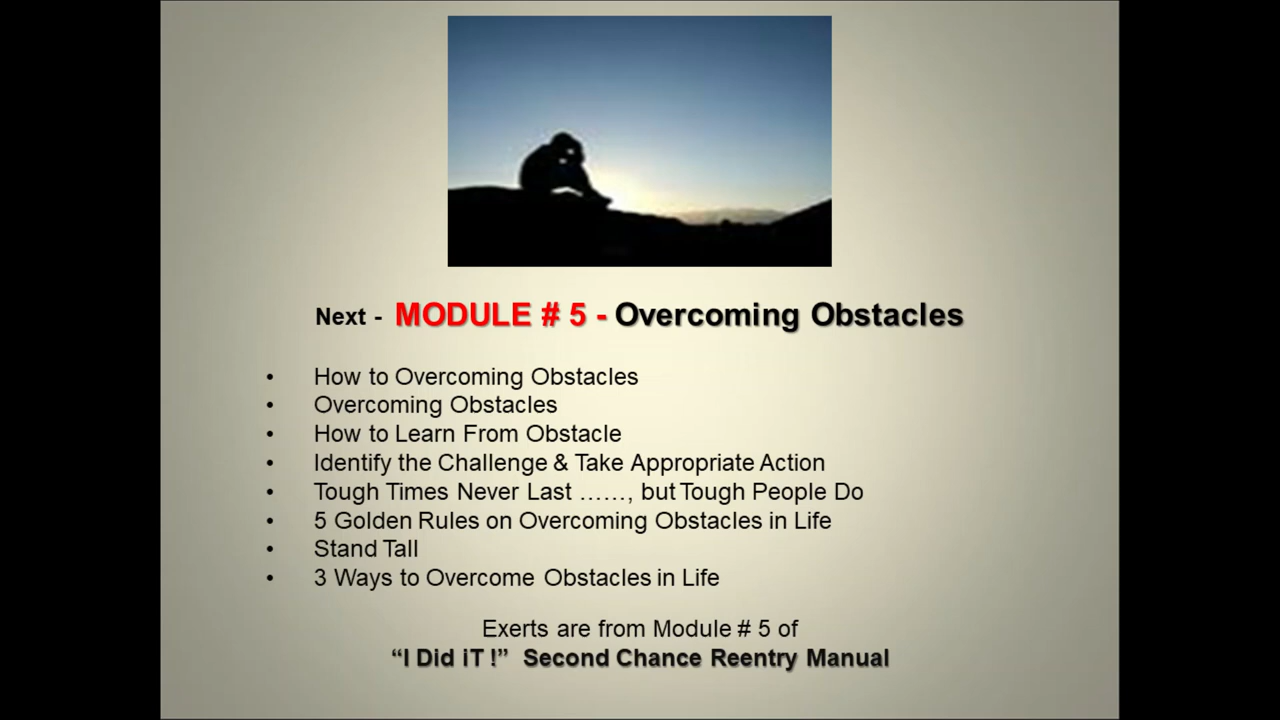 Next - MODULE # 5 - Overcoming Obstacles
• How to Overcoming Obstacles
• Overcoming Obstacles
• How to Learn From Obstacle
• Identify the Challenge & Take Appropriate Action
• Tough Times Never Last ……, but Tough People Do
• 5 Golden Rules on Overcoming Obstacles in Life
• Stand Tall
• 3 Ways to Overcome Obstacles in Life
Exerts are from Module # 5 of
“I Did iT !” Second Chance Reentry Manual